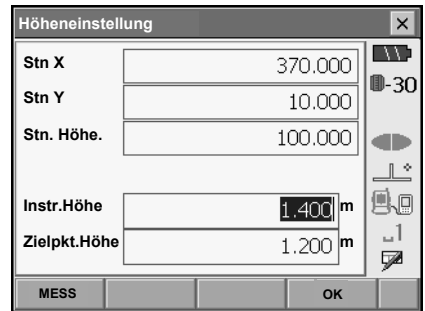 Höheneinstellung
Stn X 370.000
-30
Stn Y 10.000
Stn. Höhe. 100.000
Instr.Höhe 1.400 m
Zielpkt.Höhe 1.200 m
1
MESS OK